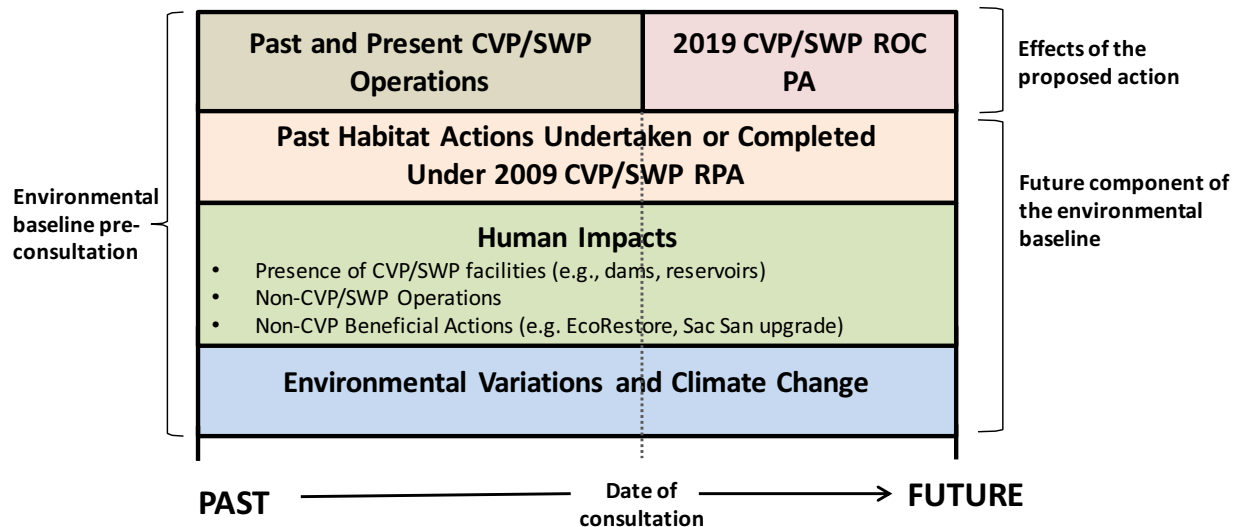 Past and Present CVP/SWP
Operations
2019 CVP/SWP ROC
PA
Effects of the
proposed action
Past Habitat Actions Undertaken or Completed
Under 2009 CVP/SWP RPA
Environmental
baseline pre-
consultation
Future component of
the environmental
baseline
Human Impacts
• Presence of CVP/SWP facilities (e.g., dams, reservoirs)
• Non-CVP/SWP Operations
• Non-CVP Beneficial Actions (e.g. EcoRestore, Sac San upgrade)
Environmental Variations and Climate Change
PAST
Date of
consultation
FUTURE